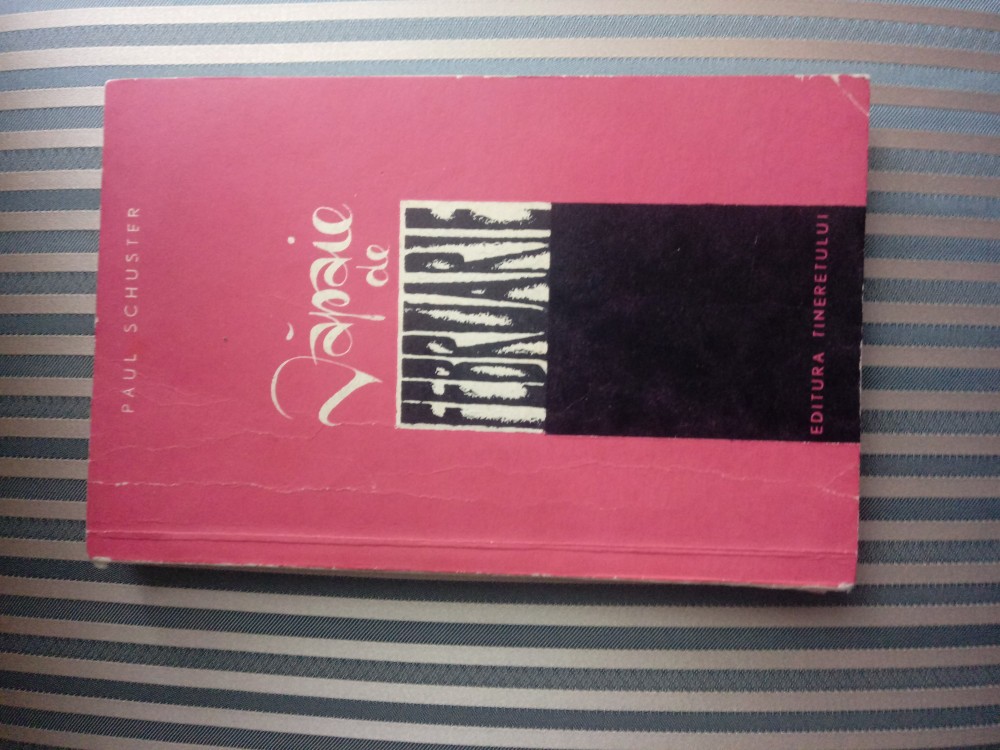 PAUL SCHUSTER
Văpaie
de
FEBRUARIE
EDITURA TINERETULUI